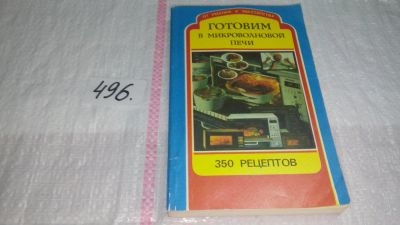 496.
ГОТОВИМ
В МИКРОВОЛНОВОЙ
ПЕЧИ
350 РЕЦЕПТОВ